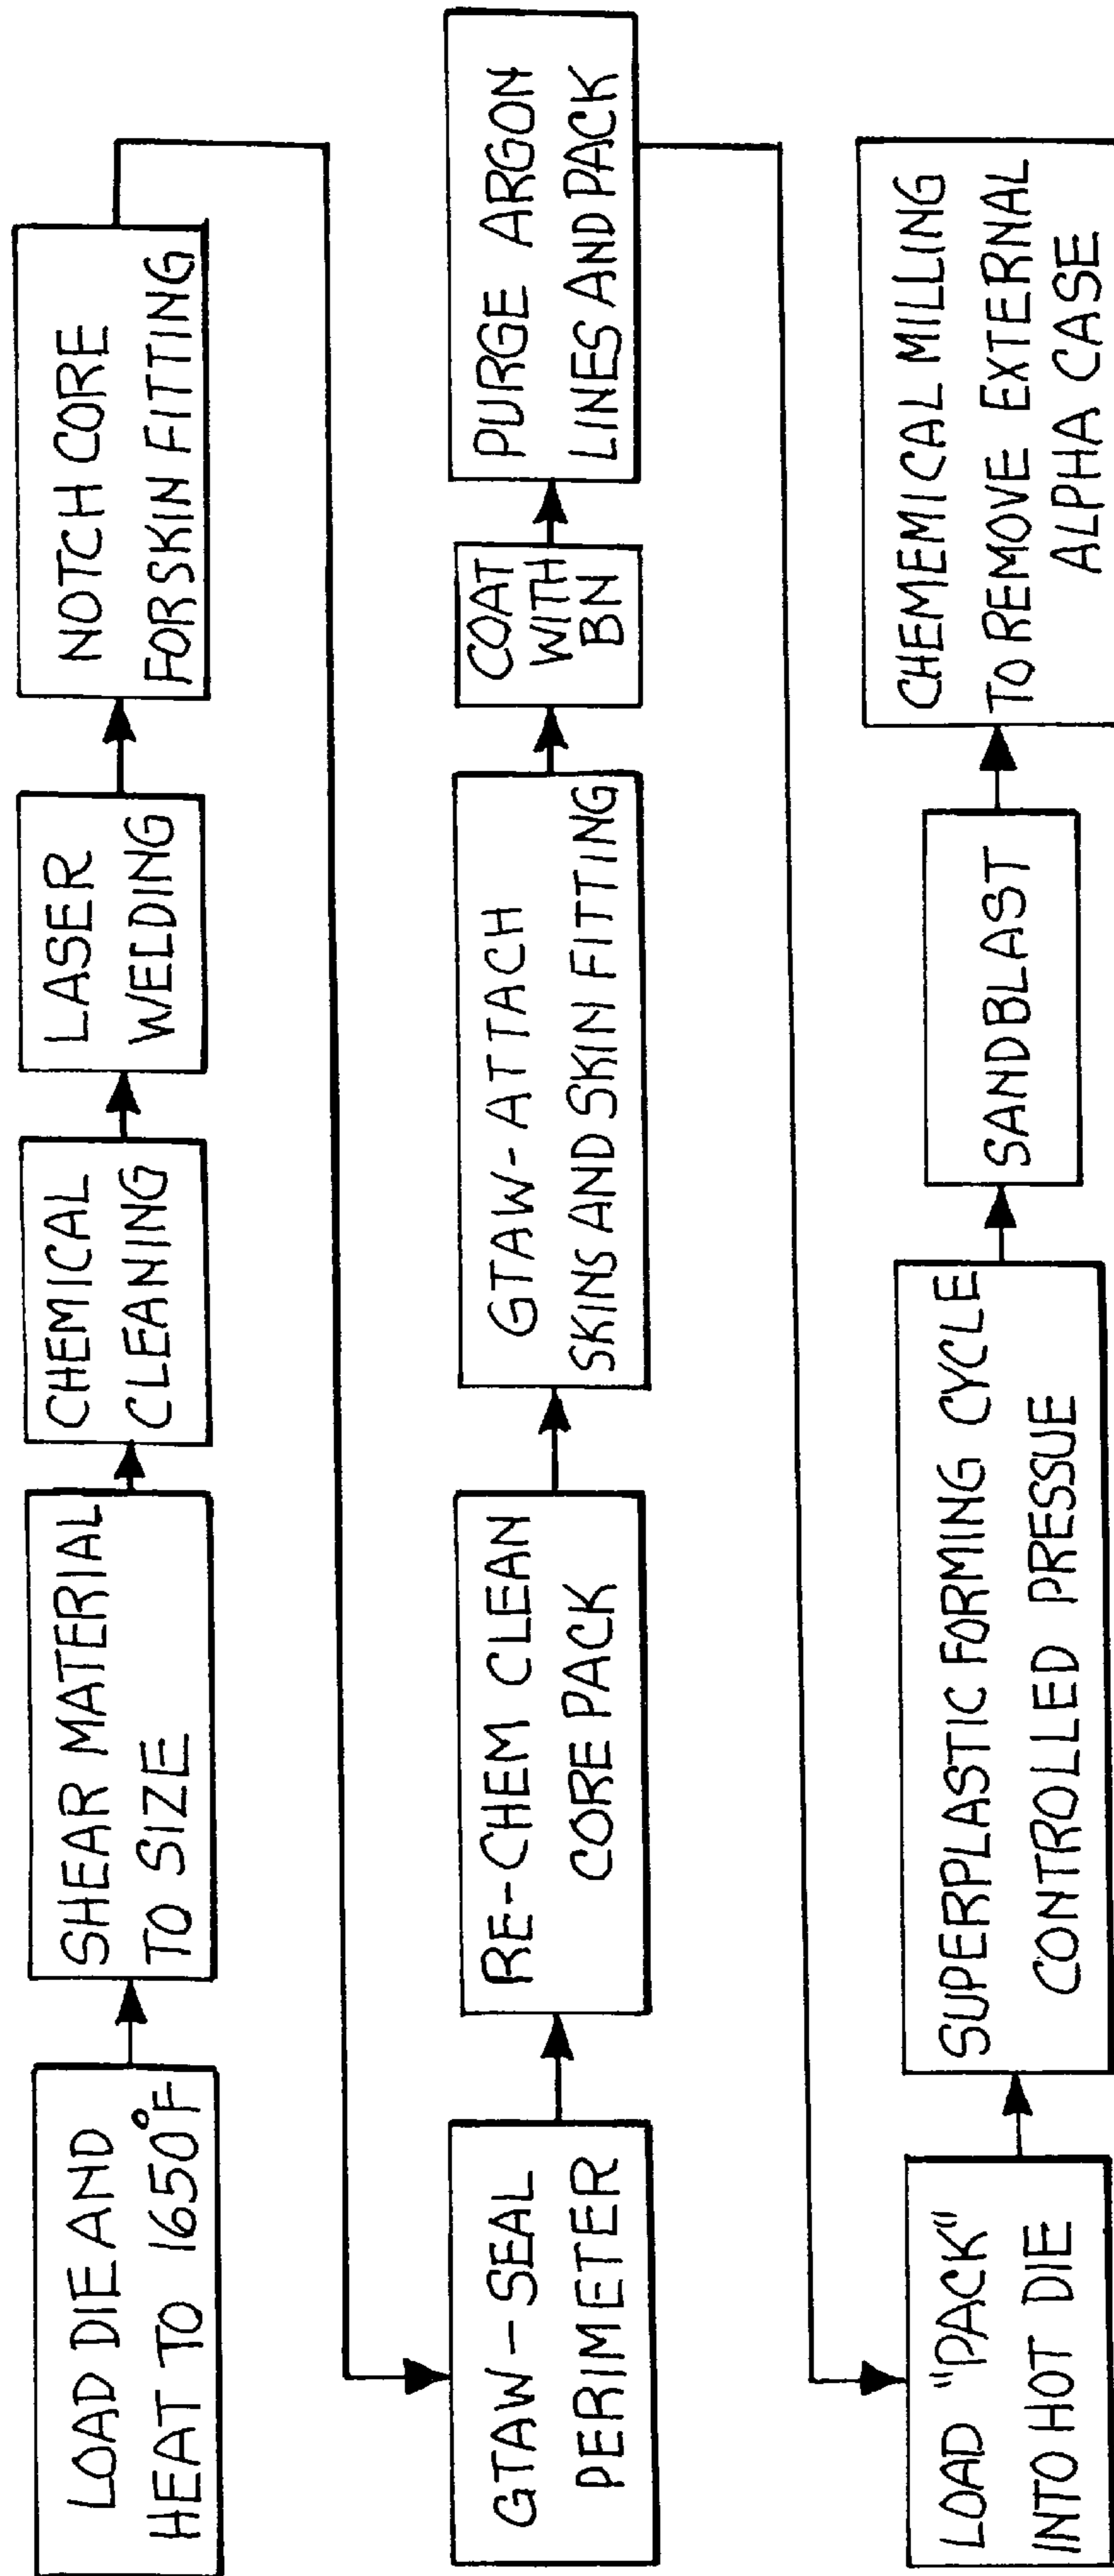 LOAD DIE AND
HEAT TO 1650°F
SHEAR MATERIAL
TO SIZE
CHEMICAL
CLEANING
LASER
WELDING
NOTCH CORE
FOR SKIN FITTING
GTAW-SEAL
PERIMETER
RE-CHEM CLEAN
CORE PACK
GTAW-ATTACH
SKINS AND SKIN FITTING
COAT
WITH
BN
PURGE ARGON
LINES AND PACK
LOAD "PACK"
INTO HOT DIE
SUPERPLASTIC FORMING CYCLE
CONTROLLED PRESSUE
SANDBLAST
CHEMEMICAL MILLING
TO REMOVE EXTERNAL
ALPHA CASE